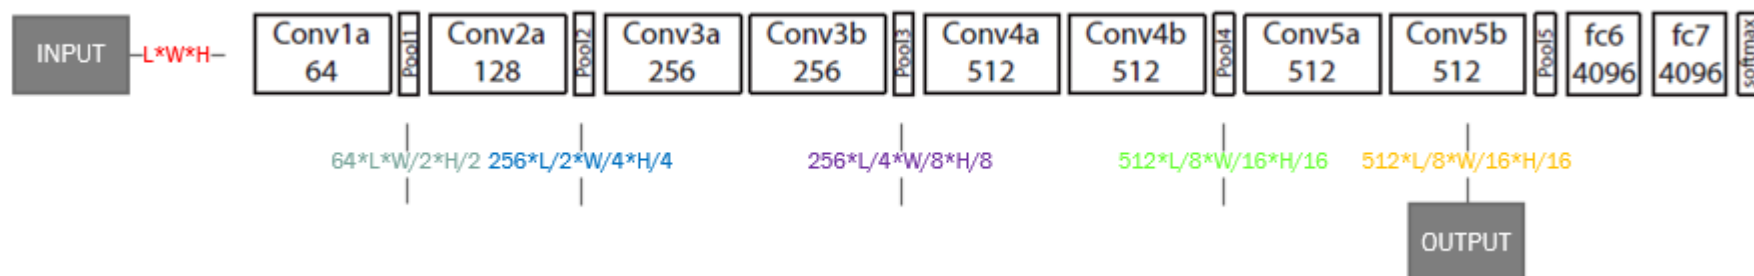 INPUT
L*W*H
Conv1a
64
Pool1
Conv2a
128
Pool2
Conv3a
256
Conv3b
256
Pool3
Conv4a
512
Conv4b
512
Pool4
Conv5a
512
Conv5b
512
Pool5
fc6
4096
fc7
4096
softmax
64*L*W/2*H/2
256*L/2*W/4*H/4
256*L/4*W/8*H/8
512*L/8*W/16*H/16
512*L/8*W/16*H/16
OUTPUT